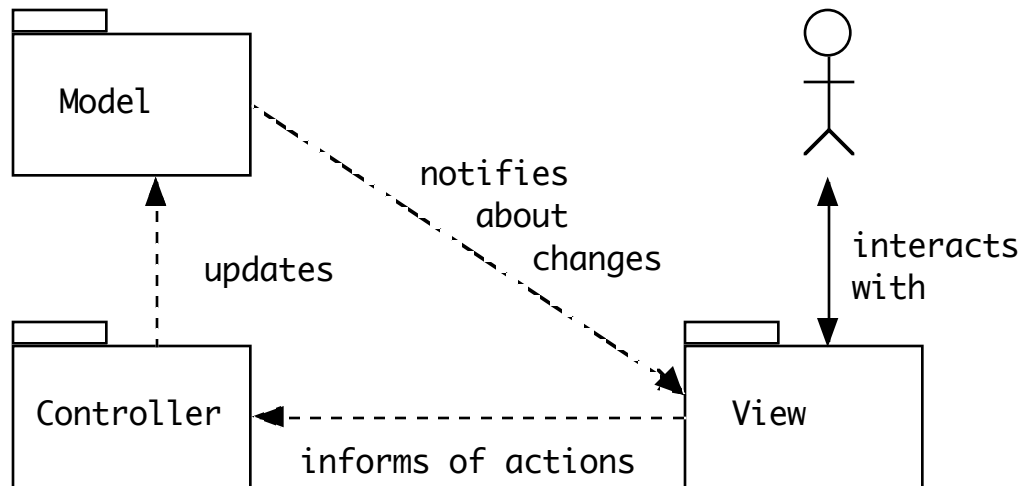 Model
notifies
about
changes
interacts
with
updates
Controller
View
informs of actions